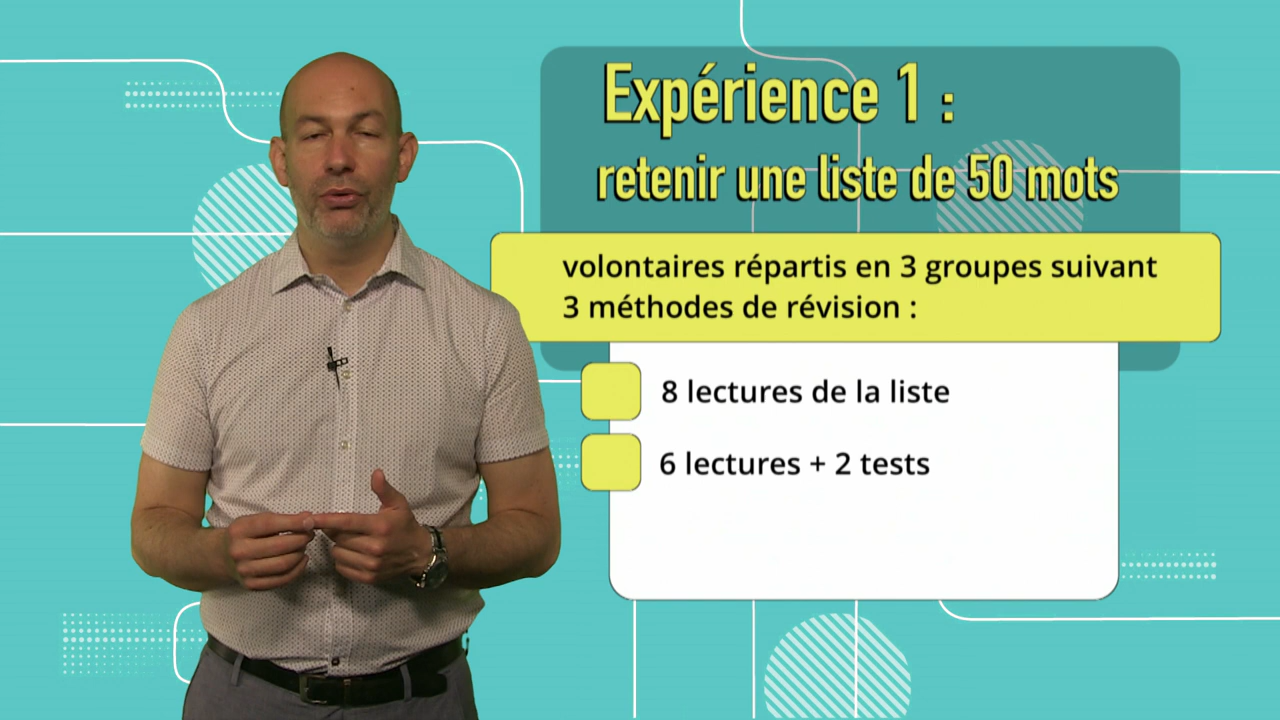 Expérience 1 :
retenir une liste de 50 mots
volontaires répartis en 3 groupes suivant
3 méthodes de révision :
8 lectures de la liste
6 lectures + 2 tests